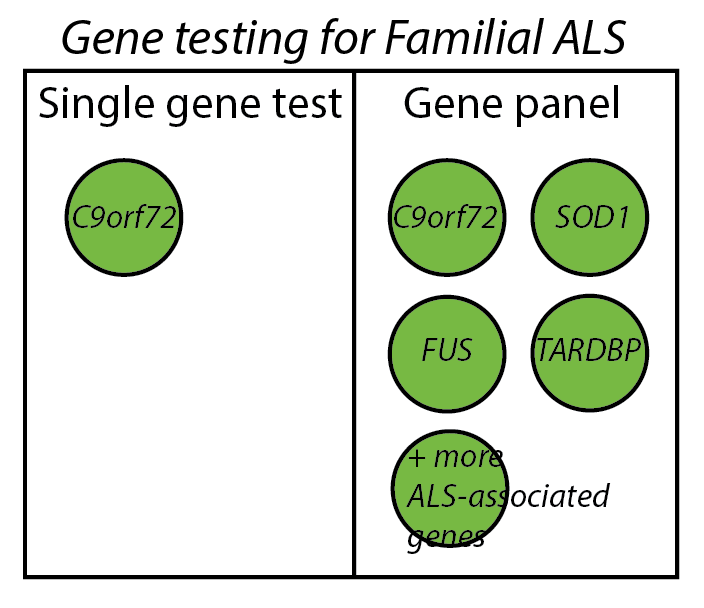 Gene testing for Familial ALS
Single gene test
C9orf72
Gene panel
C9orf72
SOD1
FUS
TARDBP
+ more
ALS-associated
genes